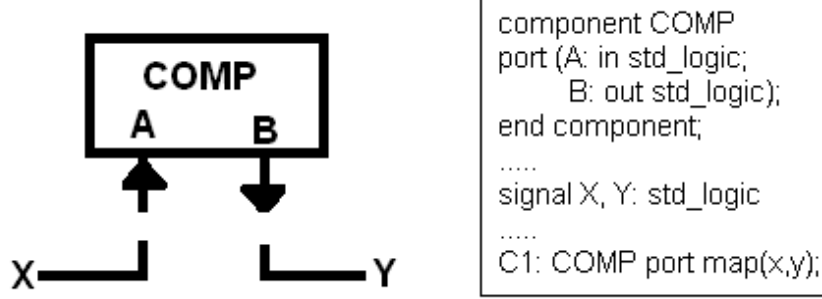 COMP
A B
X Y
component COMP
port (A: in std_logic;
B: out std_logic);
end component;
.....
signal X, Y: std_logic
.....
C1: COMP port map(x,y);